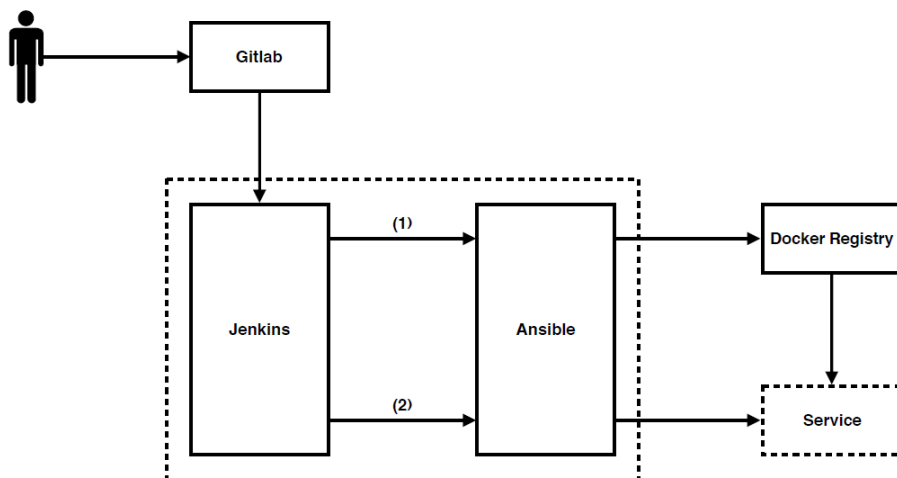 Gitlab
(1)
Docker Registry
Jenkins
Ansible
(2)
Service